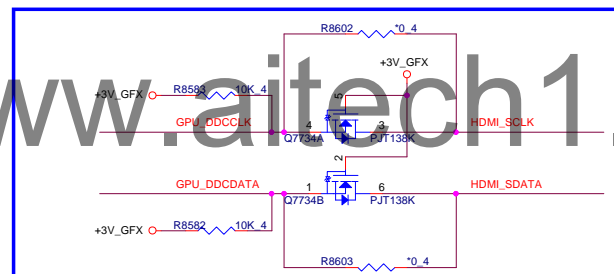 R8602 *0_4
+3V_GFX
+3V_GFX R8583 10K_4
5
www.aitech1.
GPU_DDCCLK 4 3 HDMI_SCLK
Q7734A PJT138K
2
GPU_DDCDATA 1 6 HDMI_SDATA
Q7734B PJT138K
R8582 10K_4
+3V_GFX
R8603 *0_4